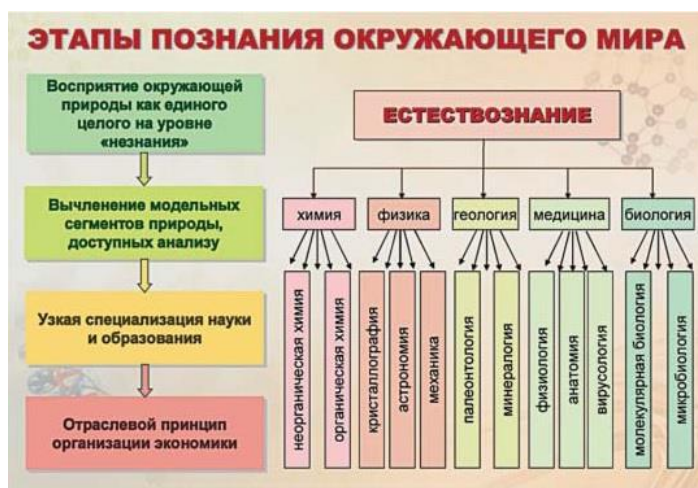 ЭТАПЫ ПОЗНАНИЯ ОКРУЖАЮЩЕГО МИРА
Восприятие окружающей
природы как единого
целого на уровне
«незнания»
Вычленение модельных
сегментов природы,
доступных анализу
Узкая специализация науки
и образования
Отраслевой принцип
организации экономики
ЕСТЕСТВОЗНАНИЕ
химия
физика
геология
медицина
биология
неорганическая химия
органическая химия
кристаллография
астрономия
механика
палеонтология
минералогия
физиология
анатомия
вирусология
молекулярная биология
микробиология